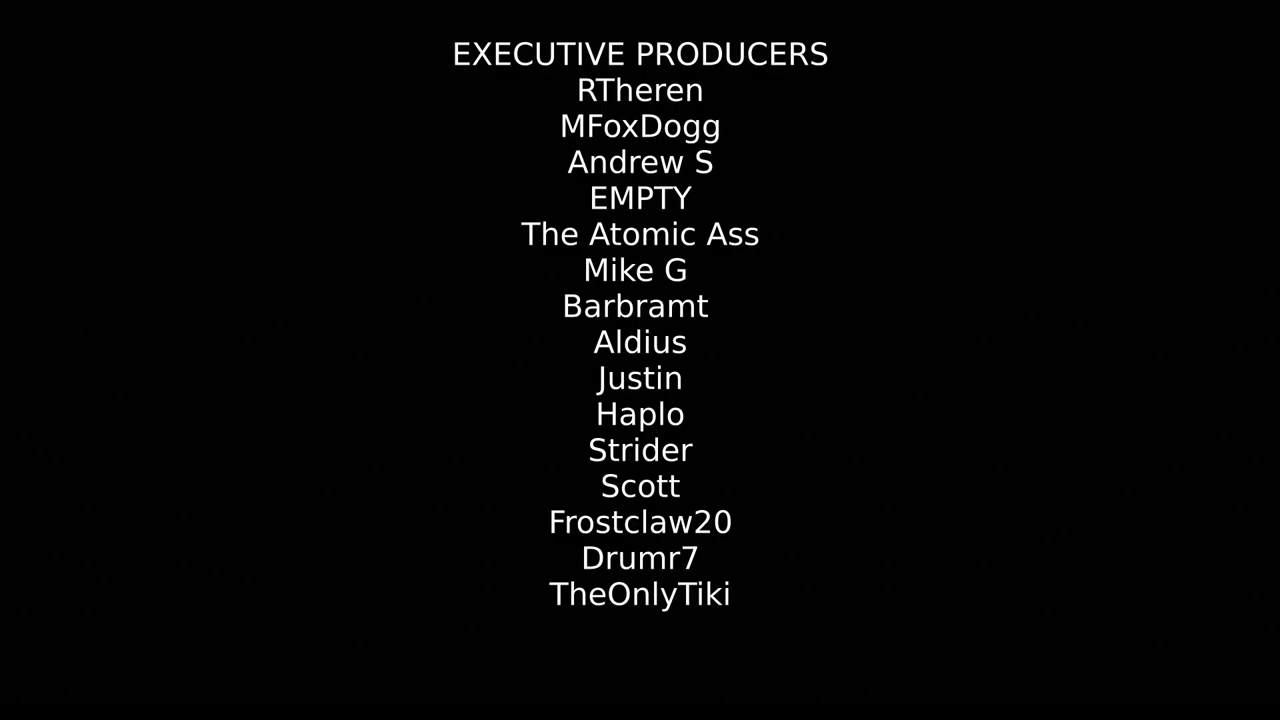 EXECUTIVE PRODUCERS
RTheren
MFoxDogg
Andrew S
EMPTY
The Atomic Ass
Mike G
Barbramt
Aldius
Justin
Haplo
Strider
Scott
Frostclaw20
Drumr7
TheOnlyTiki